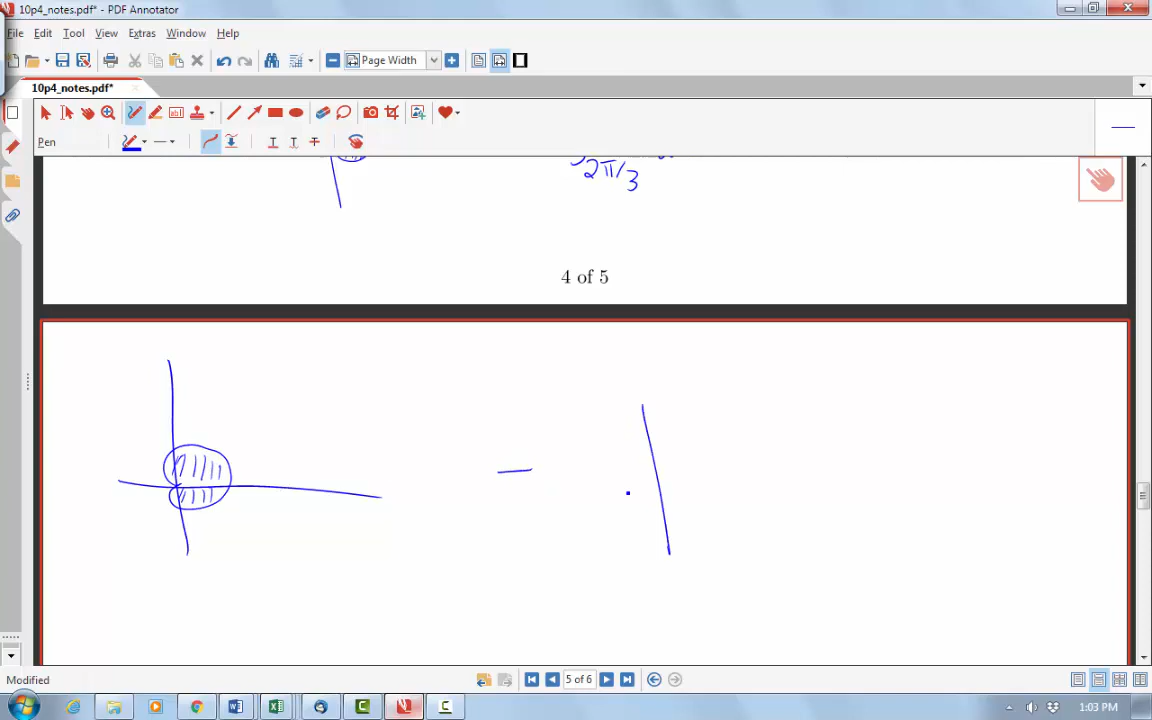 10p4_notes.pdf* - PDF Annotator
File Edit Tool View Extras Window Help
Page Width
10p4_notes.pdf*
Pen
2π/3
4 of 5
Modified
5 of 6
1:03 PM